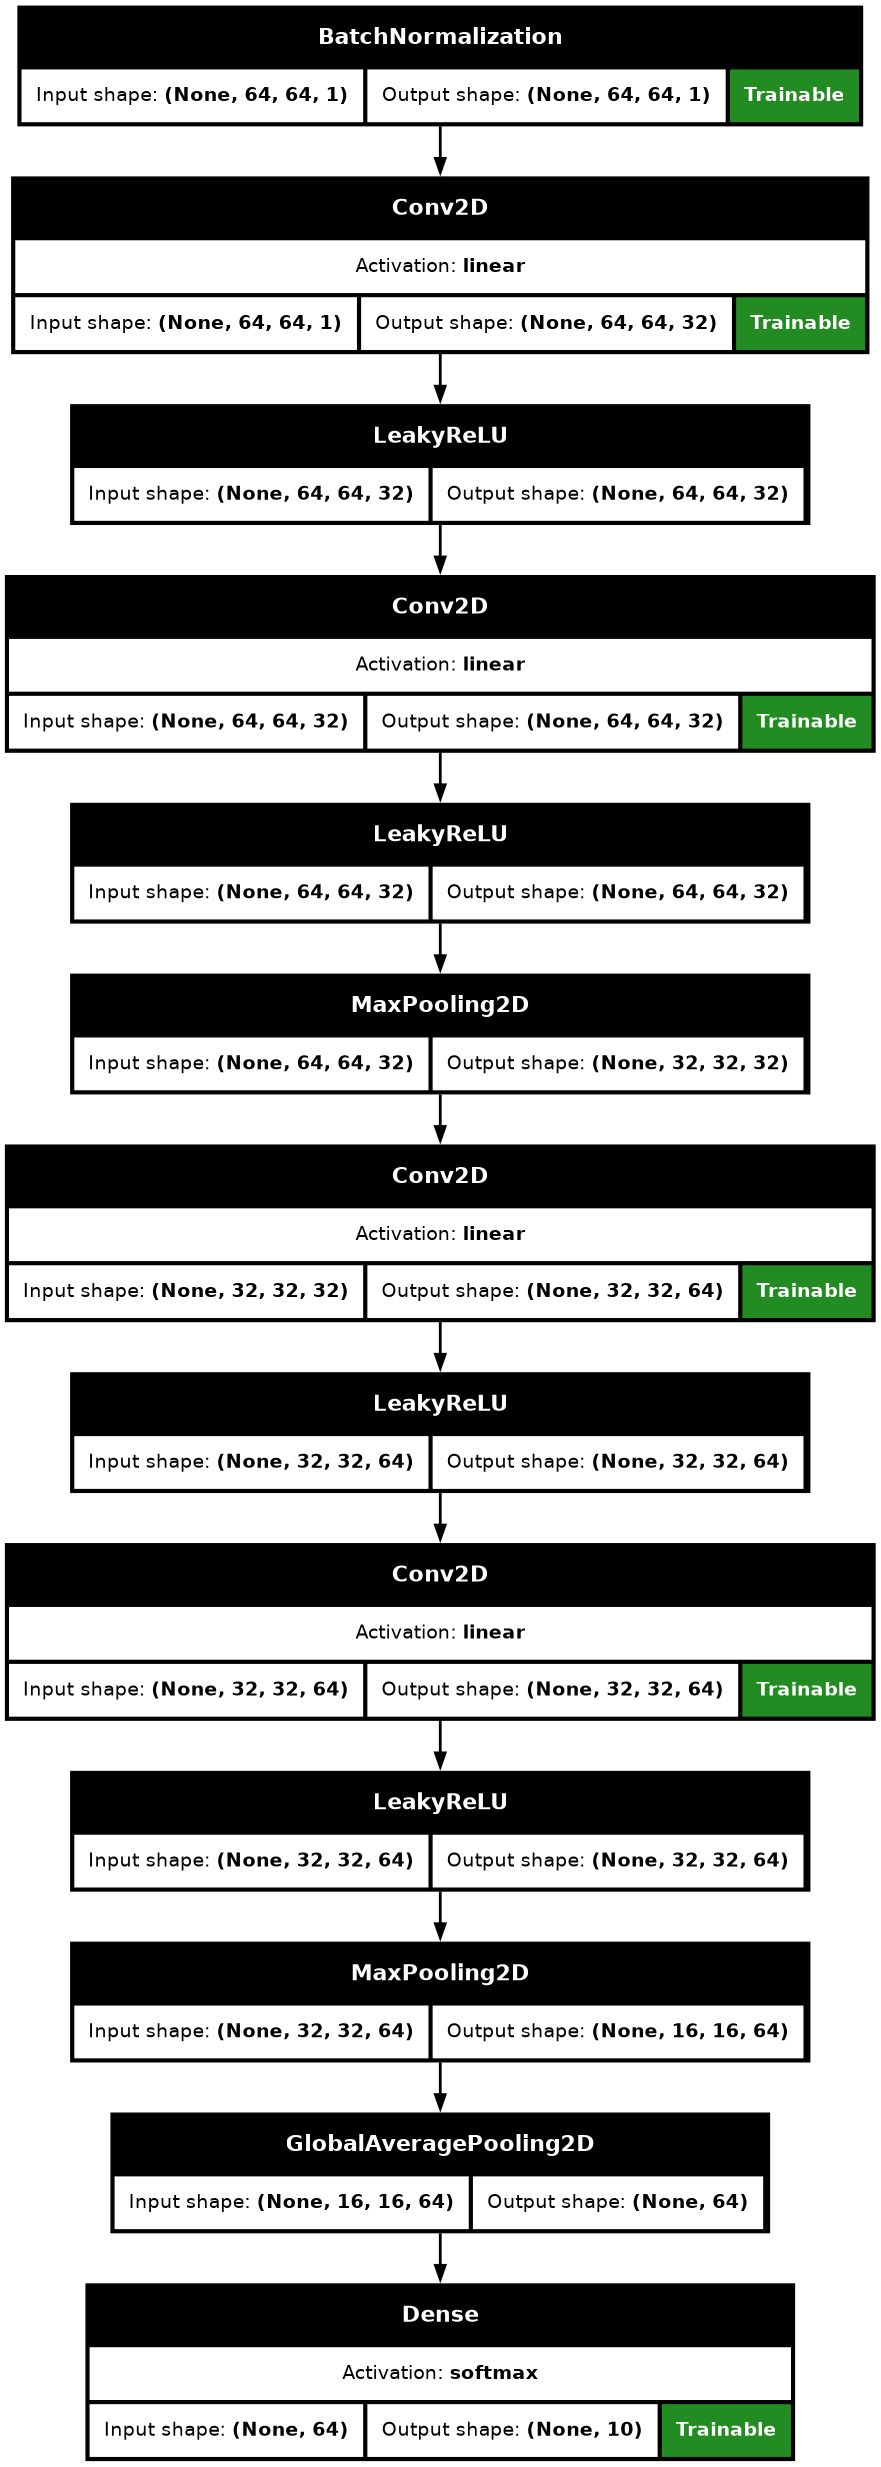 BatchNormalization
Input shape: (None, 64, 64, 1) Output shape: (None, 64, 64, 1) Trainable
Conv2D
Activation: linear
Input shape: (None, 64, 64, 1) Output shape: (None, 64, 64, 32) Trainable
LeakyReLU
Input shape: (None, 64, 64, 32) Output shape: (None, 64, 64, 32)
Conv2D
Activation: linear
Input shape: (None, 64, 64, 32) Output shape: (None, 64, 64, 32) Trainable
LeakyReLU
Input shape: (None, 64, 64, 32) Output shape: (None, 64, 64, 32)
MaxPooling2D
Input shape: (None, 64, 64, 32) Output shape: (None, 32, 32, 32)
Conv2D
Activation: linear
Input shape: (None, 32, 32, 32) Output shape: (None, 32, 32, 64) Trainable
LeakyReLU
Input shape: (None, 32, 32, 64) Output shape: (None, 32, 32, 64)
Conv2D
Activation: linear
Input shape: (None, 32, 32, 64) Output shape: (None, 32, 32, 64) Trainable
LeakyReLU
Input shape: (None, 32, 32, 64) Output shape: (None, 32, 32, 64)
MaxPooling2D
Input shape: (None, 32, 32, 64) Output shape: (None, 16, 16, 64)
GlobalAveragePooling2D
Input shape: (None, 16, 16, 64) Output shape: (None, 64)
Dense
Activation: softmax
Input shape: (None, 64) Output shape: (None, 10) Trainable